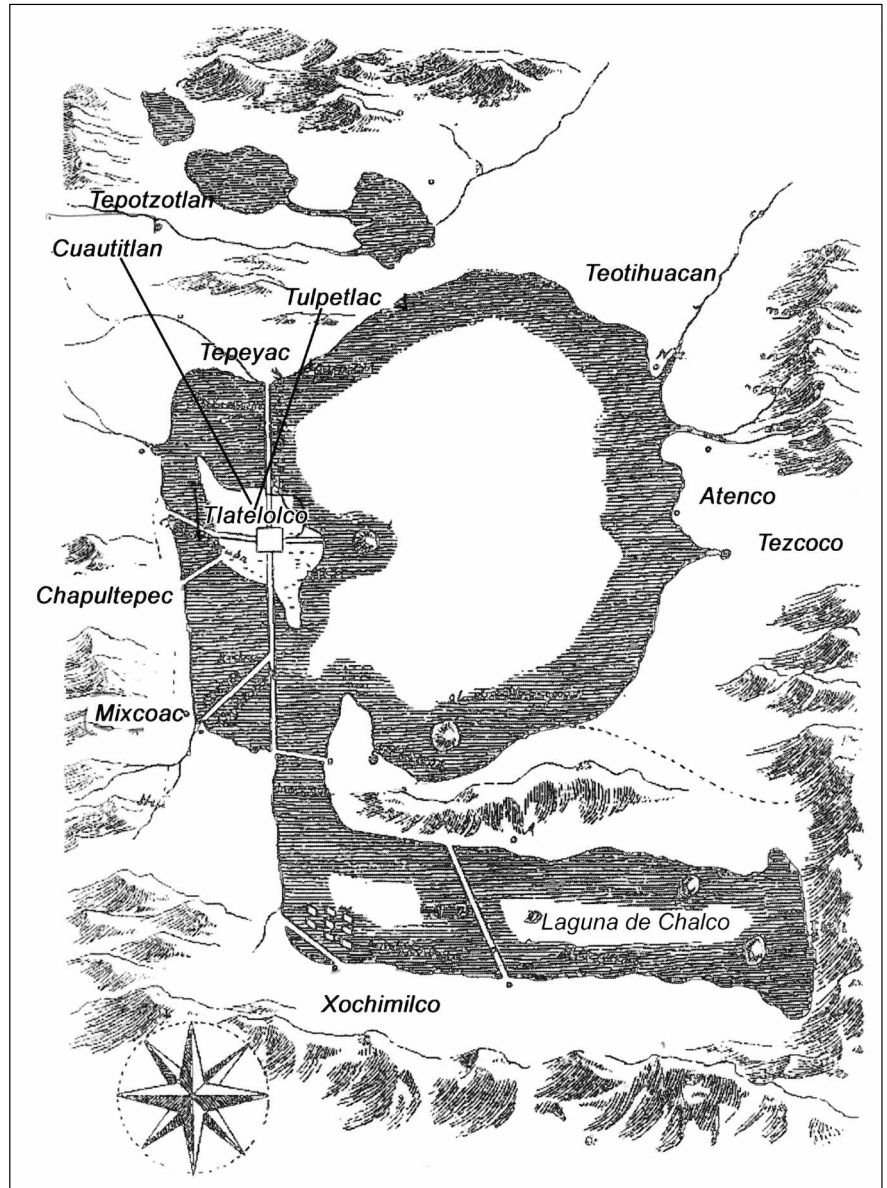 Tepotzotlan
Cuautitlan
Teotihuacan
Tulpetlac
Tepeyac
Tlatelolco
Atenco
Tezcoco
Chapultepec
Mixcoac
Laguna de Chalco
Xochimilco